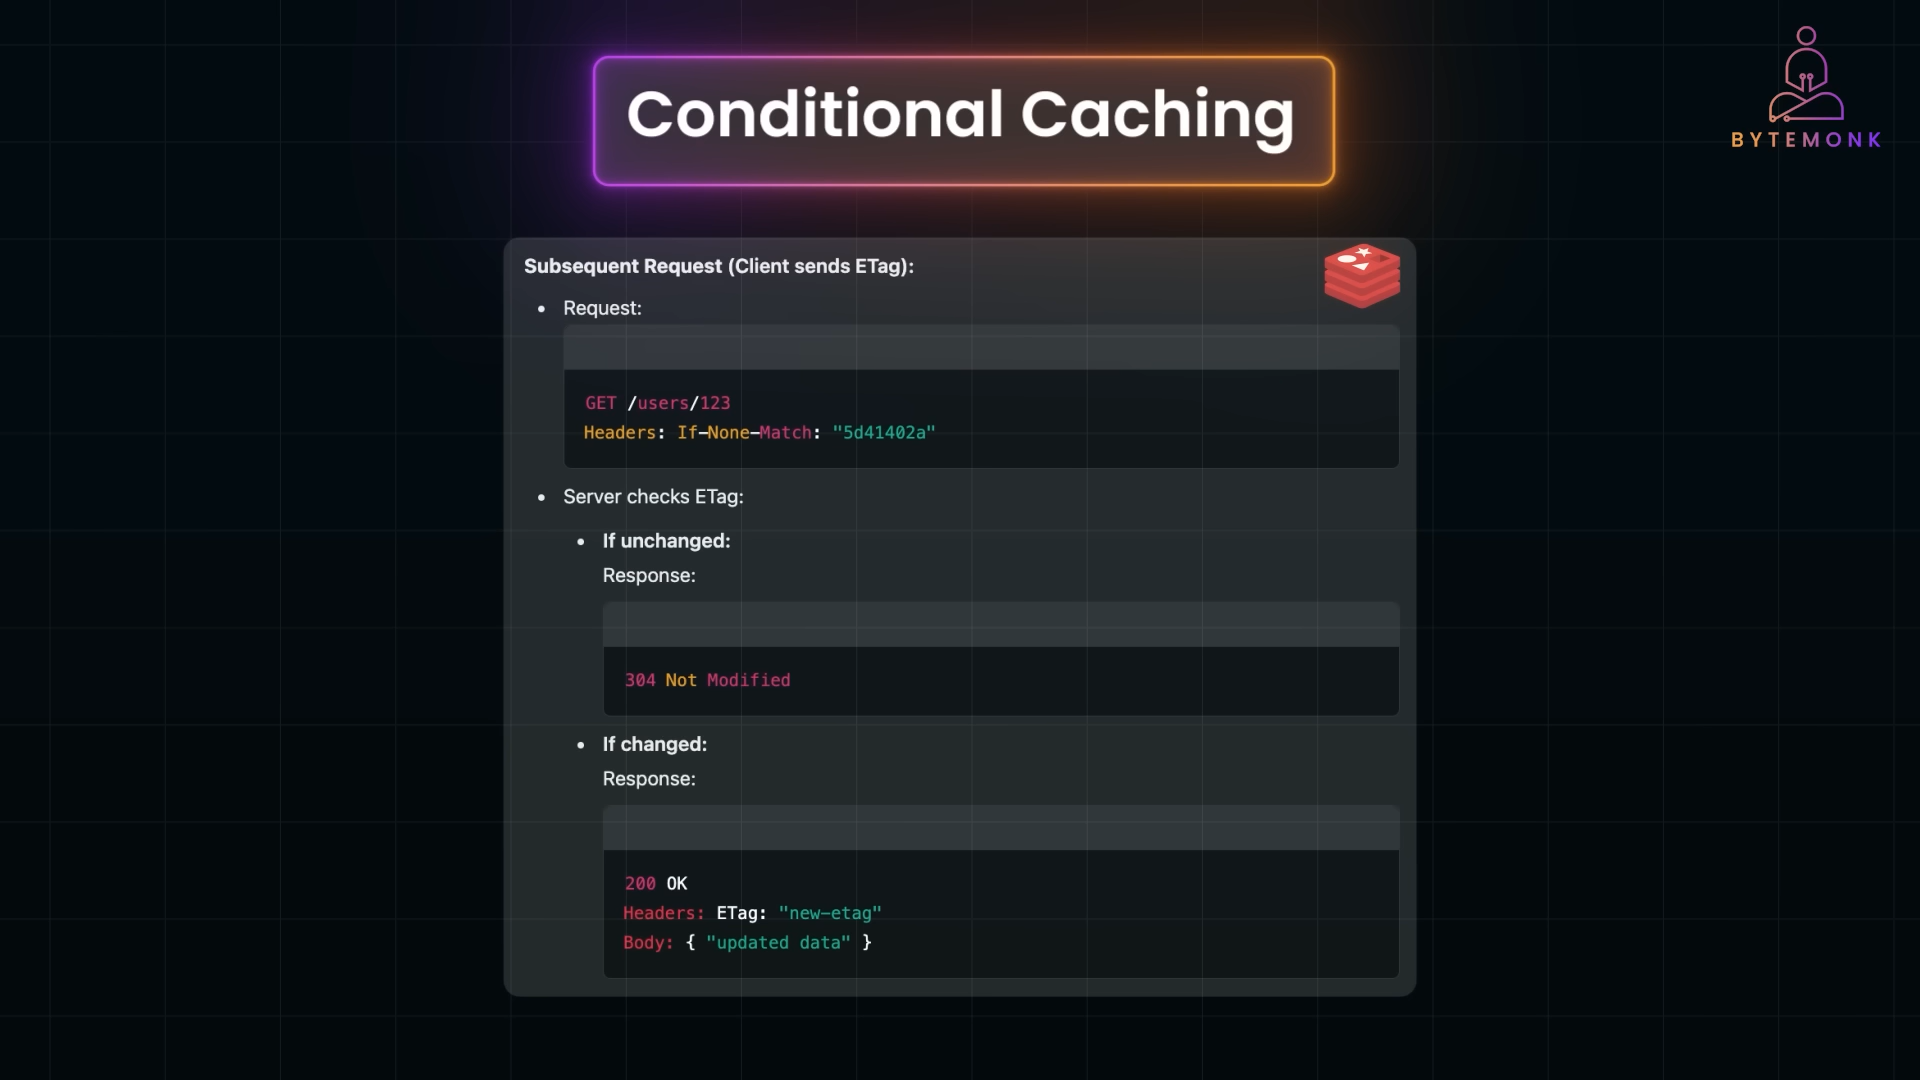 Conditional Caching
BYTEMONK
Subsequent Request (Client sends ETag):
• Request:
GET /users/123
Headers: If-None-Match: "5d41402a"
• Server checks ETag:
• If unchanged:
Response:
304 Not Modified
• If changed:
Response:
200 OK
Headers: ETag: "new-etag"
Body: { "updated data" }